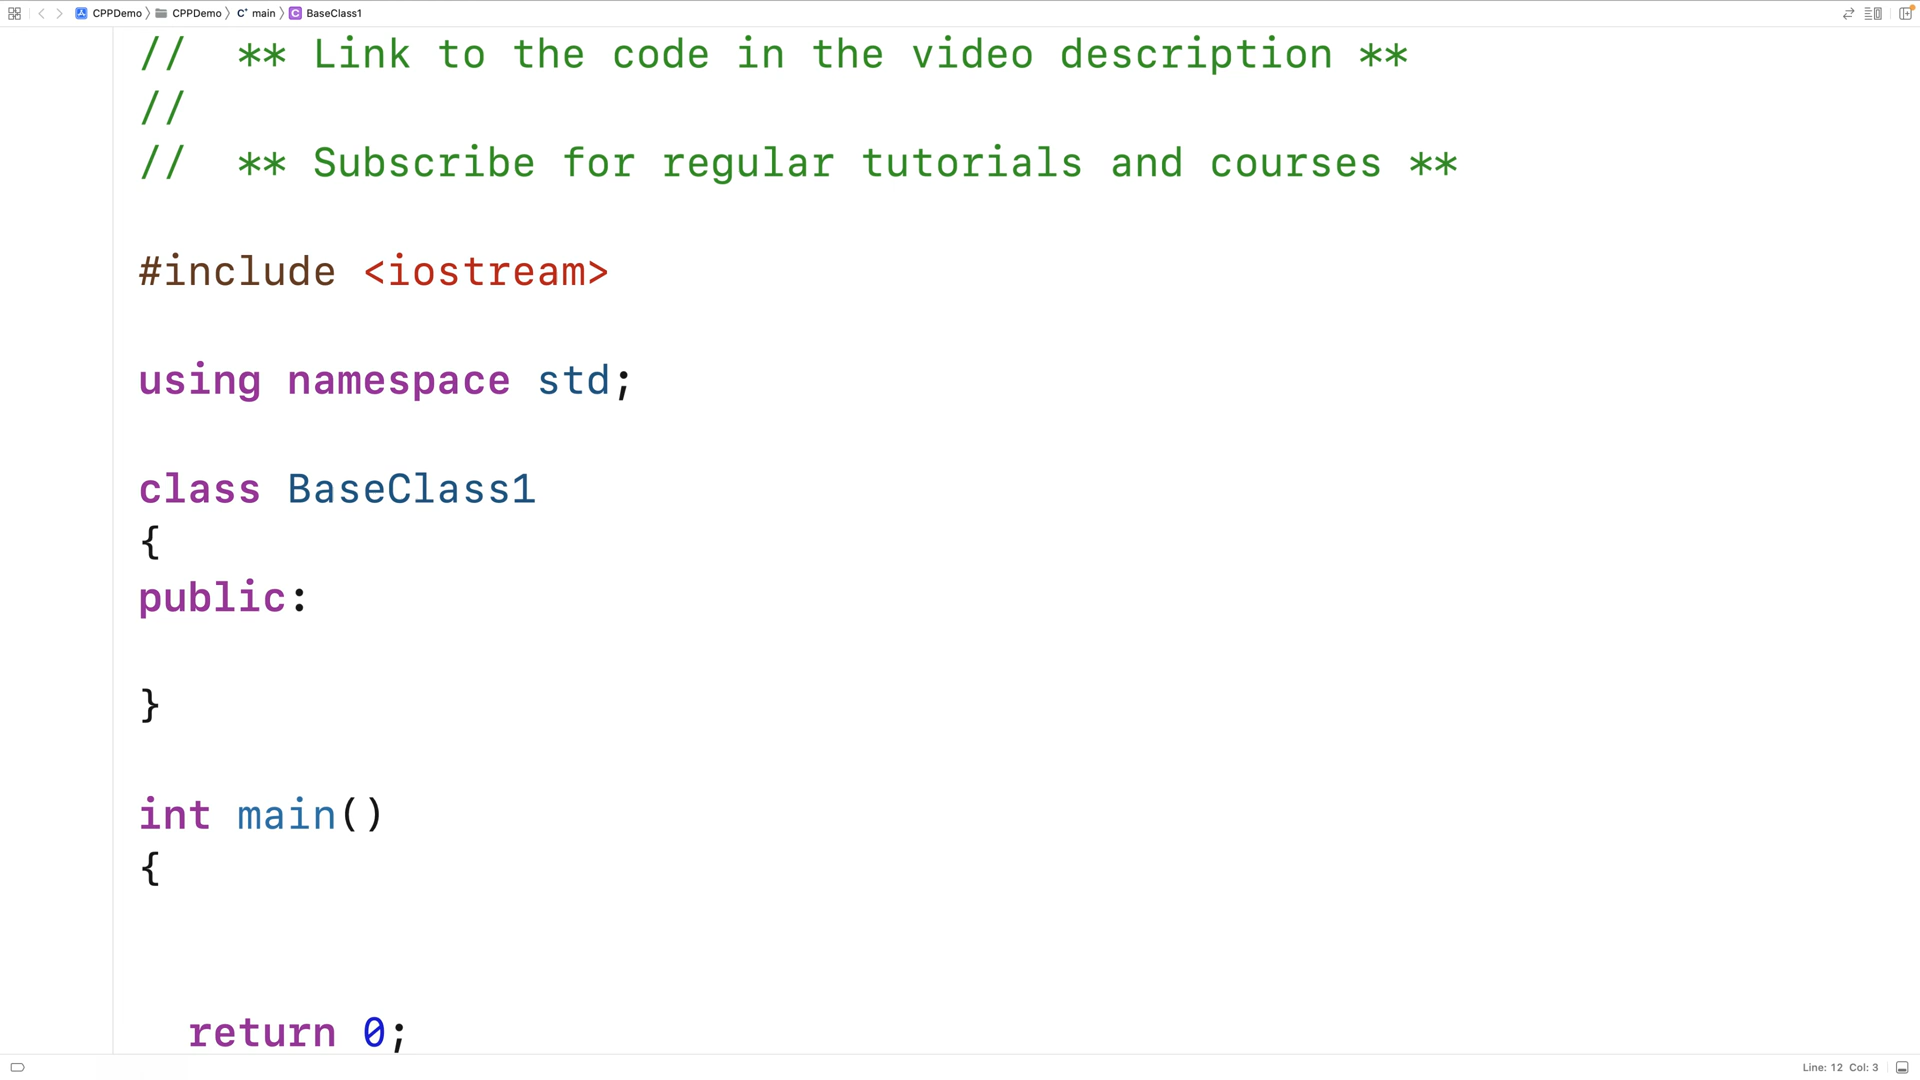 CPPDemo 〉 CPPDemo 〉 C+ main 〉 C BaseClass1
//  ** Link to the code in the video description **
//
//  ** Subscribe for regular tutorials and courses **
#include <iostream>
using namespace std;
class BaseClass1
{
public:
}
int main()
{
return 0;
Line: 12 Col: 3